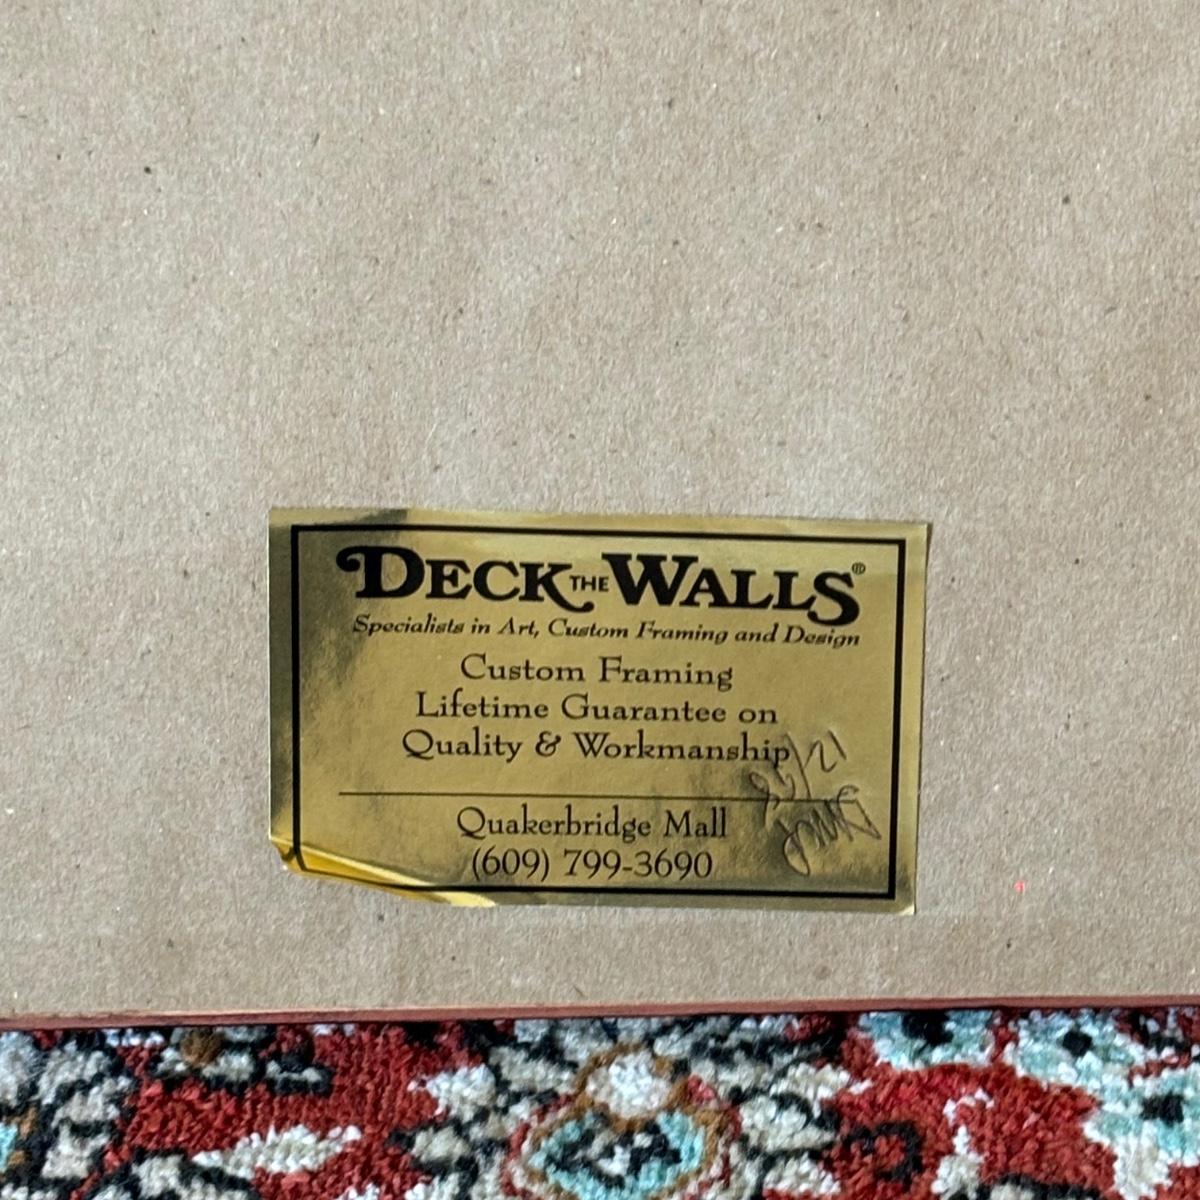 DECK THE WALLS®
Specialists in Art, Custom Framing and Design
Custom Framing
Lifetime Guarantee on
Quality & Workmanship
Quakerbridge Mall
(609) 799-3690